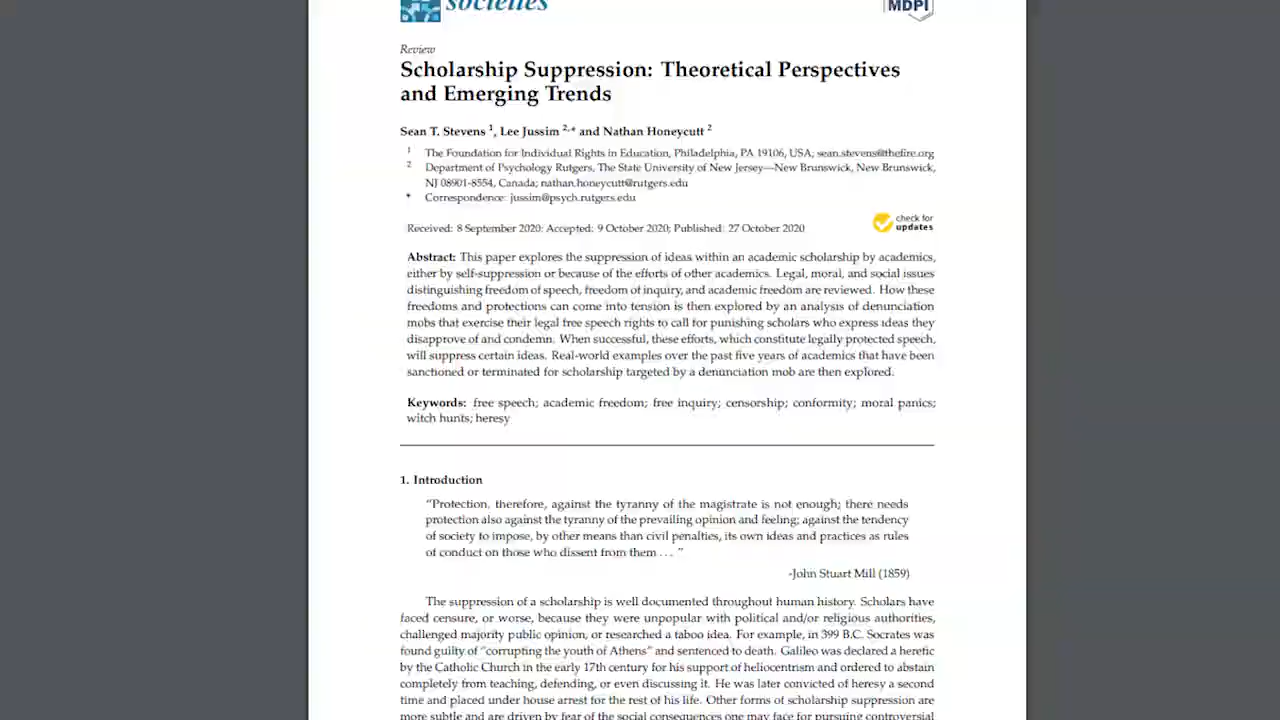 societies
MDPI
Review
Scholarship Suppression: Theoretical Perspectives
and Emerging Trends
Sean T. Stevens 1, Lee Jussim 2,* and Nathan Honeycutt 2
1 The Foundation for Individual Rights in Education, Philadelphia, PA 19106, USA; sean.stevens@thefire.org
2 Department of Psychology Rutgers, The State University of New Jersey—New Brunswick, New Brunswick,
NJ 08901-8554, Canada; nathan.honeycutt@rutgers.edu
* Correspondence: jussim@psych.rutgers.edu
Received: 8 September 2020; Accepted: 9 October 2020; Published: 27 October 2020
check for
updates
Abstract: This paper explores the suppression of ideas within an academic scholarship by academics,
either by self-suppression or because of the efforts of other academics. Legal, moral, and social issues
distinguishing freedom of speech, freedom of inquiry, and academic freedom are reviewed. How these
freedoms and protections can come into tension is then explored by an analysis of denunciation
mobs that exercise their legal free speech rights to call for punishing scholars who express ideas they
disapprove of and condemn. When successful, these efforts, which constitute legally protected speech,
will suppress certain ideas. Real-world examples over the past five years of academics that have been
sanctioned or terminated for scholarship targeted by a denunciation mob are then explored.
Keywords: free speech; academic freedom; free inquiry; censorship; conformity; moral panics;
witch hunts; heresy
1. Introduction
"Protection, therefore, against the tyranny of the magistrate is not enough; there needs
protection also against the tyranny of the prevailing opinion and feeling; against the tendency
of society to impose, by other means than civil penalties, its own ideas and practices as rules
of conduct on those who dissent from them . . . "
-John Stuart Mill (1859)
The suppression of a scholarship is well documented throughout human history. Scholars have
faced censure, or worse, because they were unpopular with political and/or religious authorities,
challenged majority public opinion, or researched a taboo idea. For example, in 399 B.C. Socrates was
found guilty of "corrupting the youth of Athens" and sentenced to death. Galileo was declared a heretic
by the Catholic Church in the early 17th century for his support of heliocentrism and ordered to abstain
completely from teaching, defending, or even discussing it. He was later convicted of heresy a second
time and placed under house arrest for the rest of his life. Other forms of scholarship suppression are
more subtle and are driven by fear of the social consequences one may face for pursuing controversial